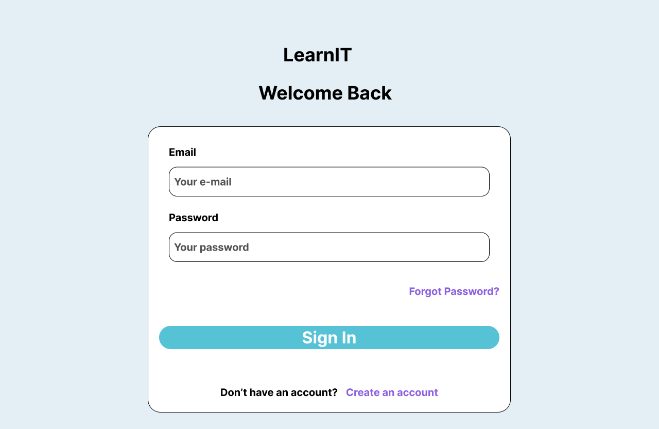 LearnIT
Welcome Back
Email
Your e-mail
Password
Your password
Forgot Password?
Sign In
Don't have an account? Create an account